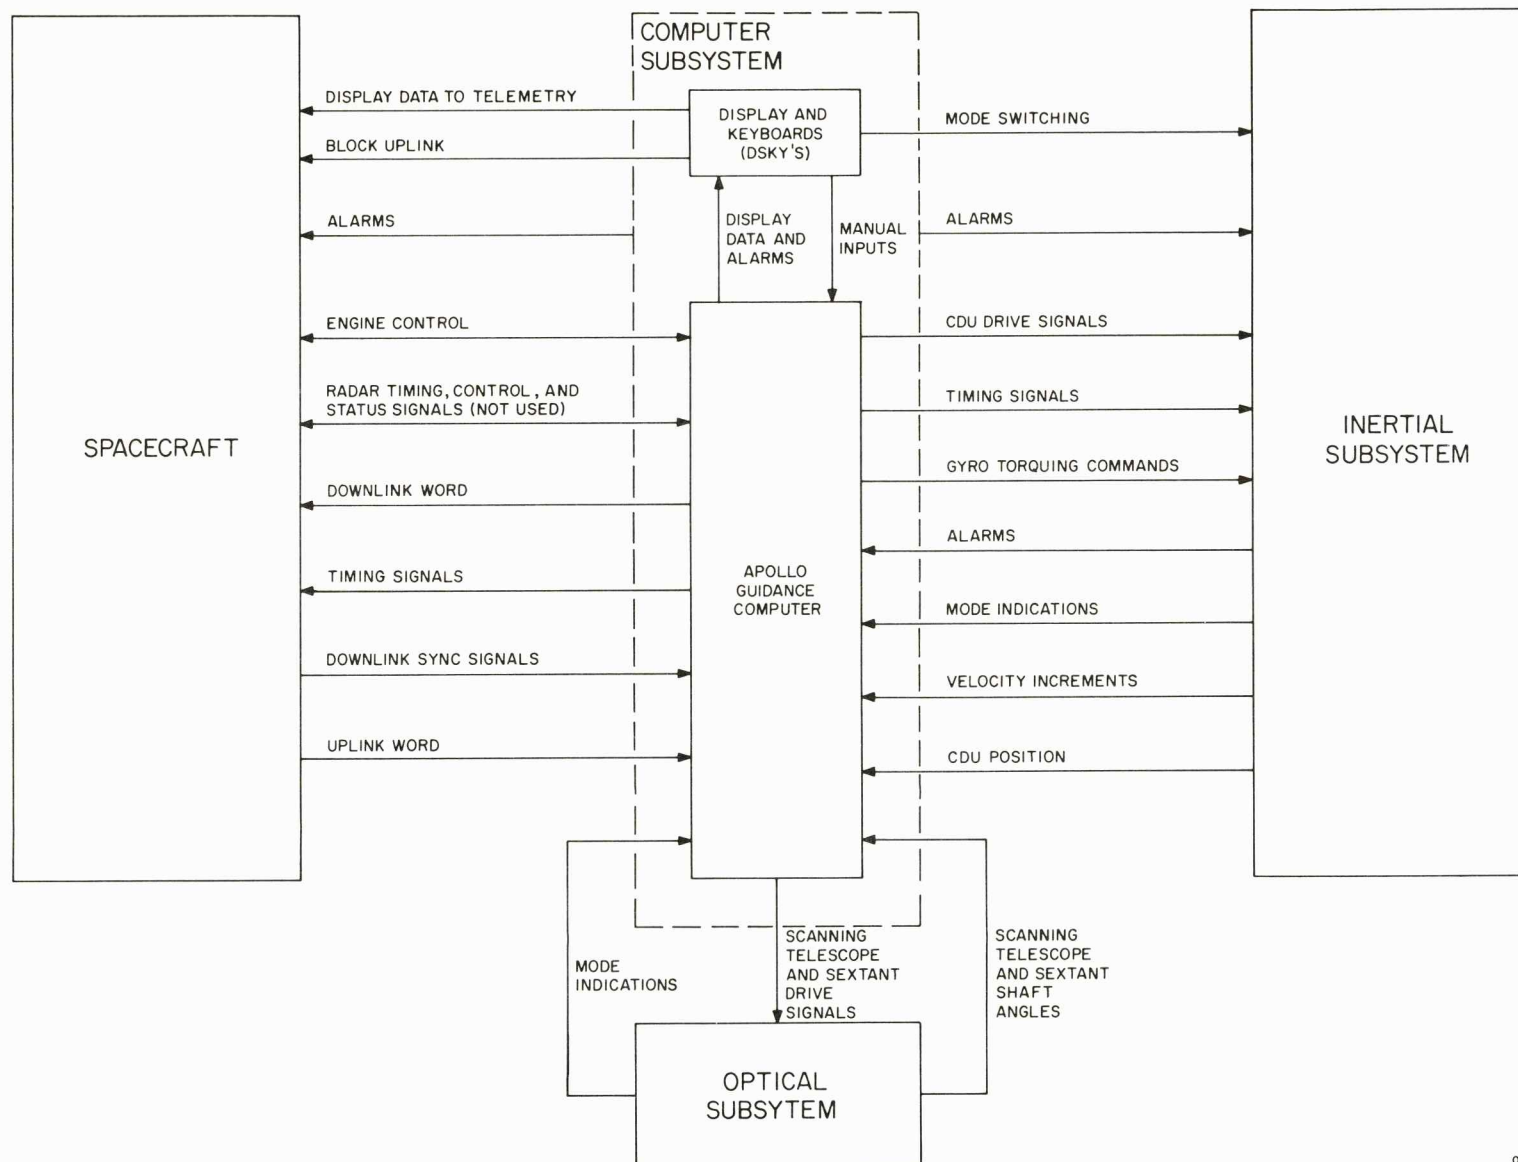 COMPUTER
SUBSYSTEM
DISPLAY DATA TO TELEMETRY
BLOCK UPLINK
ALARMS
ENGINE CONTROL
RADAR TIMING, CONTROL, AND
STATUS SIGNALS (NOT USED)
DOWNLINK WORD
TIMING SIGNALS
DOWNLINK SYNC SIGNALS
UPLINK WORD
SPACECRAFT
DISPLAY AND
KEYBOARDS
(DSKY'S)
DISPLAY
DATA AND
ALARMS
MANUAL
INPUTS
APOLLO
GUIDANCE
COMPUTER
MODE SWITCHING
ALARMS
CDU DRIVE SIGNALS
TIMING SIGNALS
GYRO TORQUING COMMANDS
ALARMS
MODE INDICATIONS
VELOCITY INCREMENTS
CDU POSITION
INERTIAL
SUBSYSTEM
MODE
INDICATIONS
SCANNING
TELESCOPE
AND SEXTANT
DRIVE
SIGNALS
SCANNING
TELESCOPE
AND SEXTANT
SHAFT
ANGLES
OPTICAL
SUBSYTEM